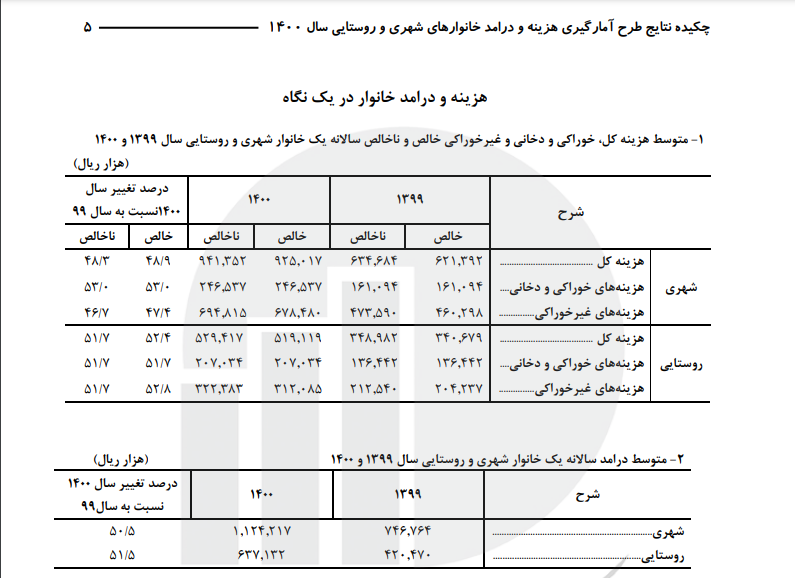 چکیده نتایج طرح آمارگیری هزینه و درامد خانوارهای شهری و روستایی سال ۱۴۰۰ ۵
هزینه و درامد خانوار در یک نگاه
۱- متوسط هزینه کل، خوراکی و دخانی و غیرخوراکی خالص و ناخالص سالانه یک خانوار شهری و روستایی سال ۱۳۹۹ و ۱۴۰۰
(هزار ریال)
شرح ۱۳۹۹ ۱۴۰۰ درصد تغییر سال
۱۴۰۰نسبت به سال ۹۹
خالص ناخالص خالص ناخالص خالص ناخالص
شهری
هزینه کل ...................................... ۶۲۱,۳۹۲ ۶۳۴,۶۸۴ ۹۲۵,۰۱۷ ۹۴۱,۳۵۲ ۴۸/۹ ۴۸/۳
هزینه‌های خوراکی و دخانی.... ۱۶۱,۰۹۴ ۱۶۱,۰۹۴ ۲۴۶,۵۳۷ ۲۴۶,۵۳۷ ۵۳/۰ ۵۳/۰
هزینه‌های غیرخوراکی............... ۴۶۰,۲۹۸ ۴۷۳,۵۹۰ ۶۷۸,۴۸۰ ۶۹۴,۸۱۵ ۴۷/۴ ۴۶/۷
روستایی
هزینه کل ...................................... ۳۴۰,۶۷۹ ۳۴۸,۹۸۲ ۵۱۹,۱۱۹ ۵۲۹,۴۱۷ ۵۲/۴ ۵۱/۷
هزینه‌های خوراکی و دخانی.... ۱۳۶,۴۴۲ ۱۳۶,۴۴۲ ۲۰۷,۰۳۴ ۲۰۷,۰۳۴ ۵۱/۷ ۵۱/۷
هزینه‌های غیرخوراکی............... ۲۰۴,۲۳۷ ۲۱۲,۵۴۰ ۳۱۲,۰۸۵ ۳۲۲,۳۸۳ ۵۲/۸ ۵۱/۷
۲- متوسط درامد سالانه یک خانوار شهری و روستایی سال ۱۳۹۹ و ۱۴۰۰ (هزار ریال)
شرح ۱۳۹۹ ۱۴۰۰ درصد تغییر سال ۱۴۰۰
نسبت به سال۹۹
شهری................................................................ ۷۴۶,۷۶۴ ۱,۱۲۴,۲۱۷ ۵۰/۵
روستایی............................................................ ۴۲۰,۴۷۰ ۶۳۷,۱۳۲ ۵۱/۵